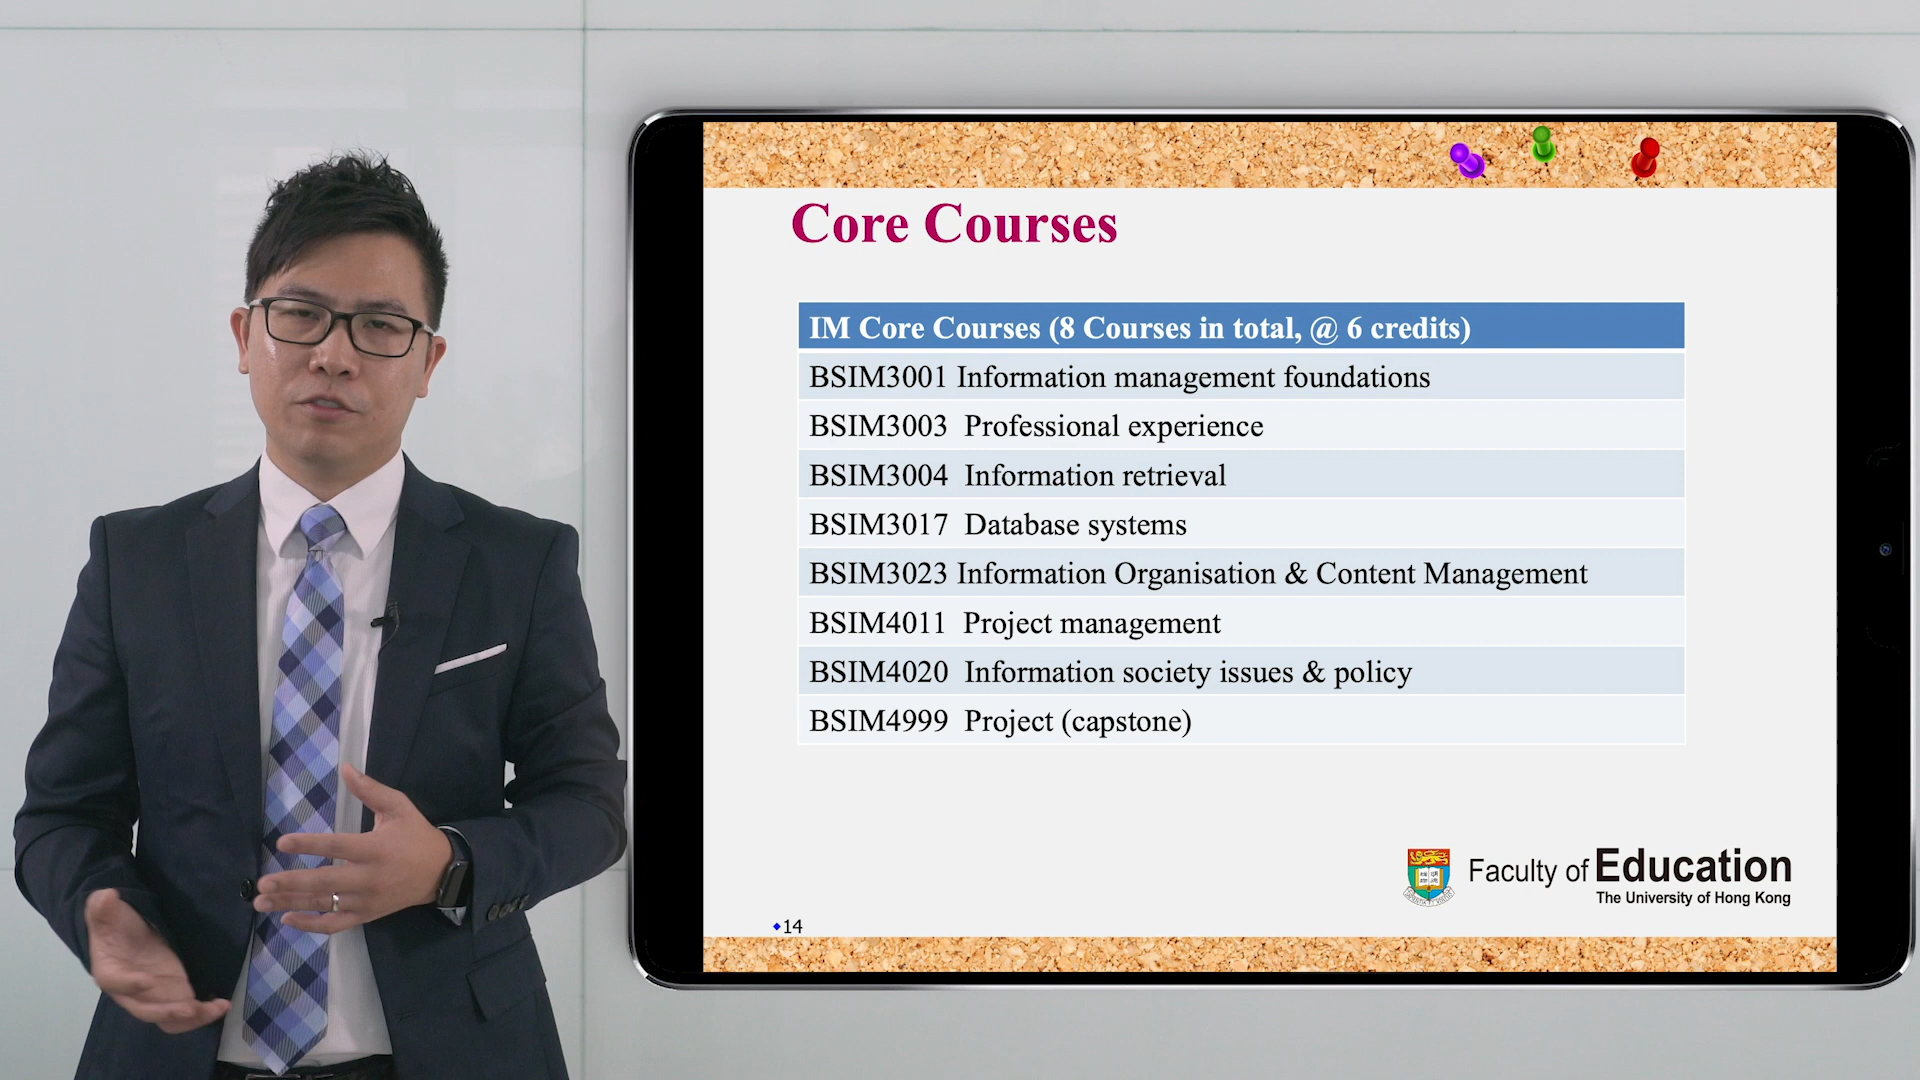 Core Courses
IM Core Courses (8 Courses in total, @ 6 credits)
BSIM3001 Information management foundations
BSIM3003 Professional experience
BSIM3004 Information retrieval
BSIM3017 Database systems
BSIM3023 Information Organisation & Content Management
BSIM4011 Project management
BSIM4020 Information society issues & policy
BSIM4999 Project (capstone)
Faculty of Education
The University of Hong Kong
14